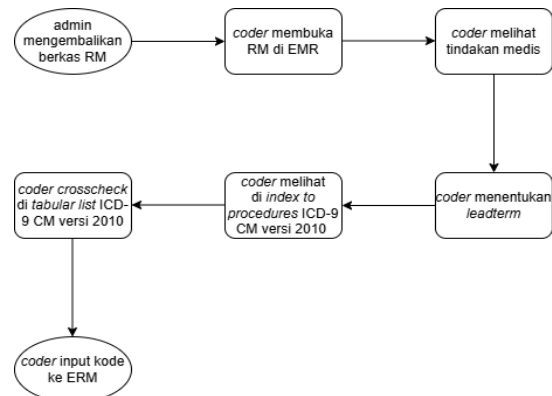 admin
mengembalikan
berkas RM
coder membuka
RM di EMR
coder melihat
tindakan medis
coder menentukan
leadterm
coder melihat
di index to
procedures ICD-9
CM versi 2010
coder crosscheck
di tabular list ICD-
9 CM versi 2010
coder input kode
ke ERM